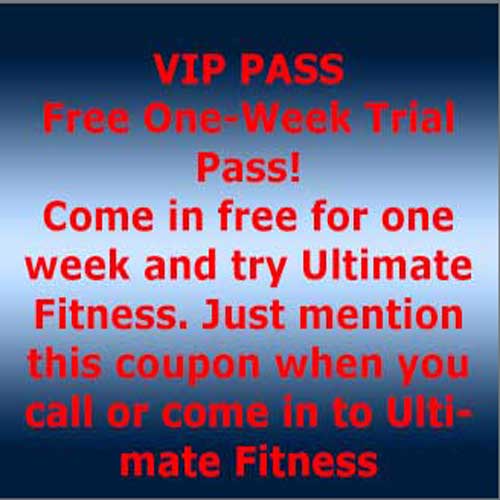 VIP PASS
Free One-Week Trial
Pass!
Come in free for one
week and try Ultimate
Fitness. Just mention
this coupon when you
call or come in to Ulti-
mate Fitness